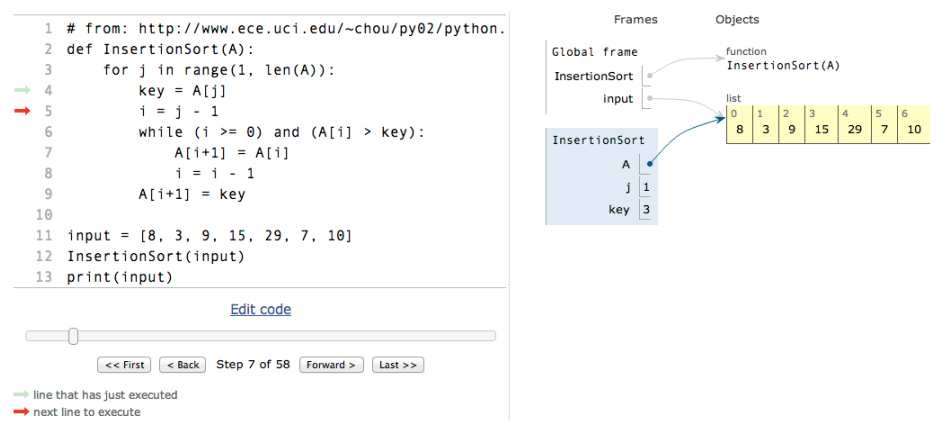 1 # from: http://www.ece.uci.edu/~chou/py02/python.
2 def InsertionSort(A):
3     for j in range(1, len(A)):
4         key = A[j]
5         i = j - 1
6         while (i >= 0) and (A[i] > key):
7             A[i+1] = A[i]
8             i = i - 1
9         A[i+1] = key
10
11 input = [8, 3, 9, 15, 29, 7, 10]
12 InsertionSort(input)
13 print(input)
Edit code
<< First < Back Step 7 of 58 Forward > Last >>
line that has just executed
next line to execute
Frames Objects
Global frame
InsertionSort
input
function
InsertionSort(A)
list
0 1 2 3 4 5 6
8 3 9 15 29 7 10
InsertionSort
A
j 1
key 3